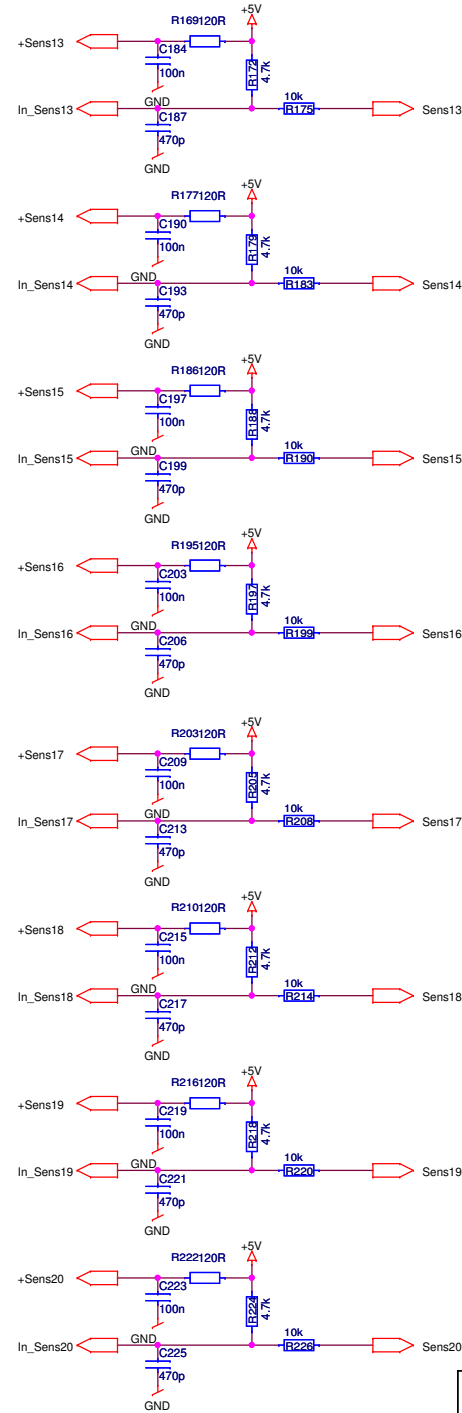 R169120R +5V
+Sens13
C184
100n
R172
4.7k
GND
10k
In_Sens13 R175 Sens13
C187
470p
GND
R177120R +5V
+Sens14
C190
100n
R179
4.7k
GND
10k
In_Sens14 R183 Sens14
C193
470p
GND
R186120R +5V
+Sens15
C197
100n
R188
4.7k
GND
10k
In_Sens15 R190 Sens15
C199
470p
GND
R195120R +5V
+Sens16
C203
100n
R197
4.7k
GND
10k
In_Sens16 R199 Sens16
C206
470p
GND
R203120R +5V
+Sens17
C209
100n
R205
4.7k
GND
10k
In_Sens17 R208 Sens17
C213
470p
GND
R210120R +5V
+Sens18
C215
100n
R212
4.7k
GND
10k
In_Sens18 R214 Sens18
C217
470p
GND
R216120R +5V
+Sens19
C219
100n
R218
4.7k
GND
10k
In_Sens19 R220 Sens19
C221
470p
GND
R222120R +5V
+Sens20
C223
100n
R224
4.7k
GND
10k
In_Sens20 R226 Sens20
C225
470p
GND